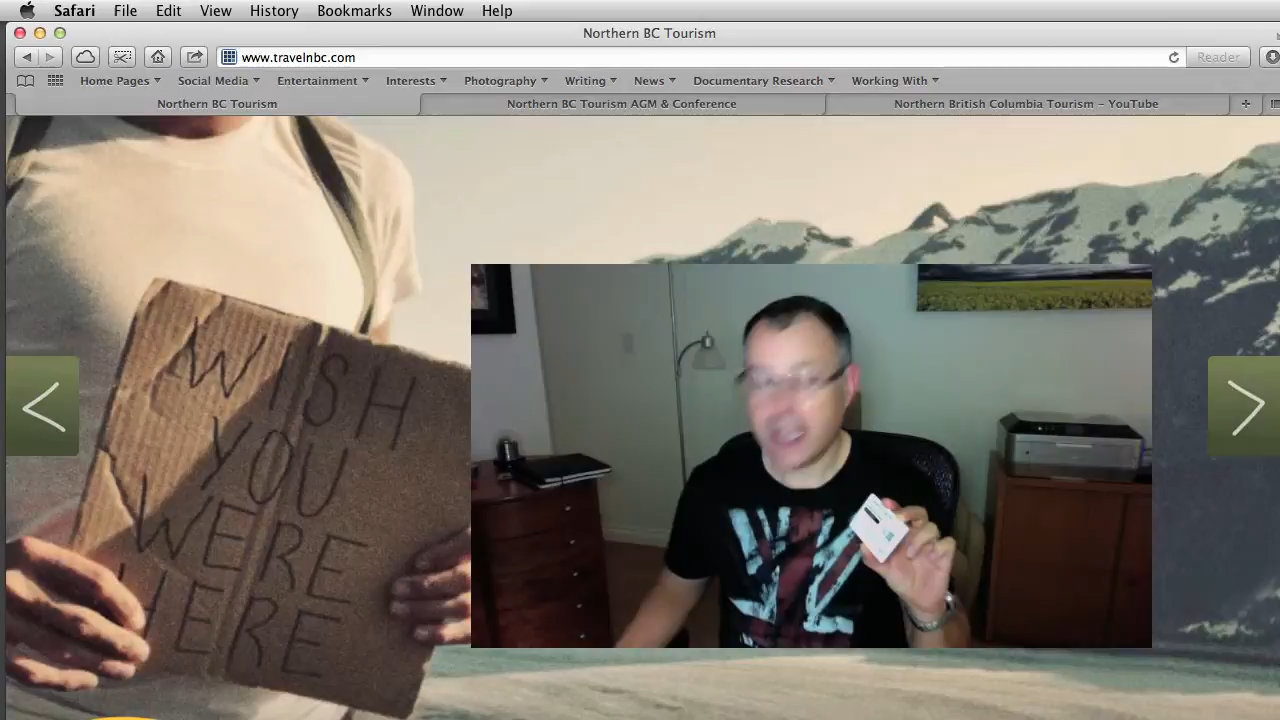 Safari File Edit View History Bookmarks Window Help
Northern BC Tourism
www.travelnbc.com Reader
Home Pages Social Media Entertainment Interests Photography Writing News Documentary Research Working With
Northern BC Tourism Northern BC Tourism AGM & Conference Northern British Columbia Tourism – YouTube
WISH
YOU
WERE
HERE